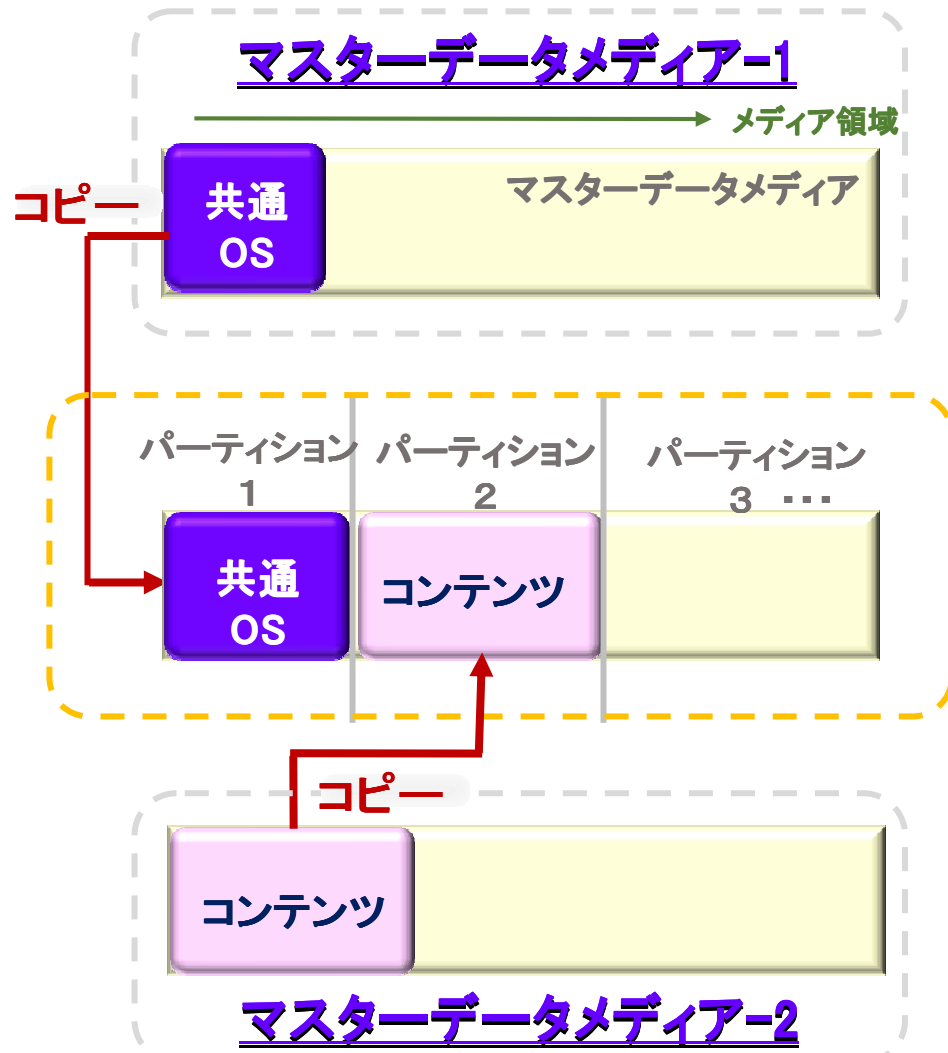 マスターデータメディアｰ1
メディア領域
マスターデータメディア
コピー
共通
OS
パーティション
1
パーティション
2
パーティション
3 ･･･
共通
OS
コンテンツ
コピー
コンテンツ
マスターデータメディアｰ2